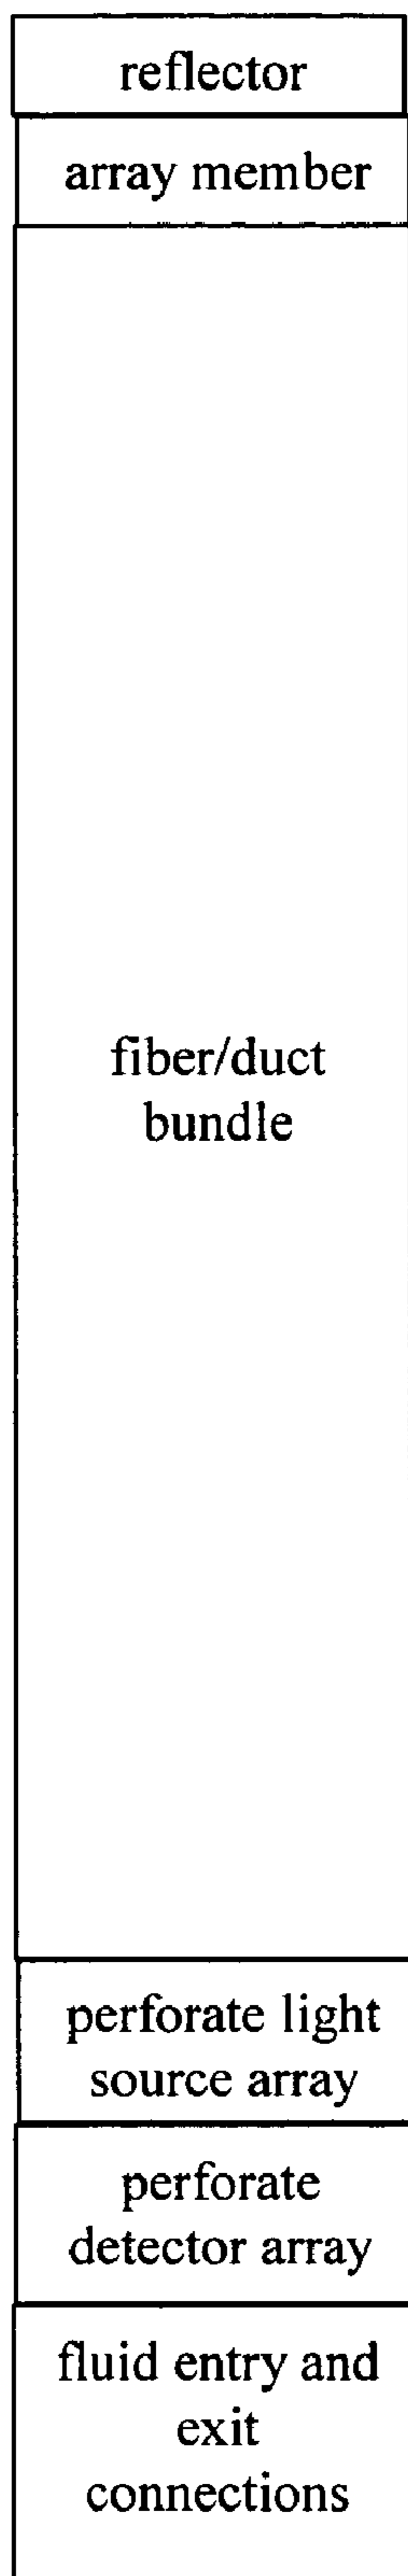 reflector
array member
fiber/duct
bundle
perforate light
source array
perforate
detector array
fluid entry and
exit
connections